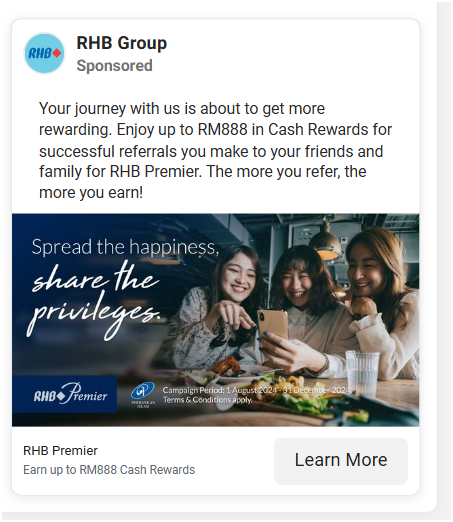 RHB
RHB Group
Sponsored
Your journey with us is about to get more
rewarding. Enjoy up to RM888 in Cash Rewards for
successful referrals you make to your friends and
family for RHB Premier. The more you refer, the
more you earn!
Spread the happiness,
share the
privileges.
RHB Premier
PERBANKAN
ISLAM
Campaign Period: 1 August 2024 - 31 December 2024
Terms & Conditions apply.
RHB Premier
Earn up to RM888 Cash Rewards
Learn More